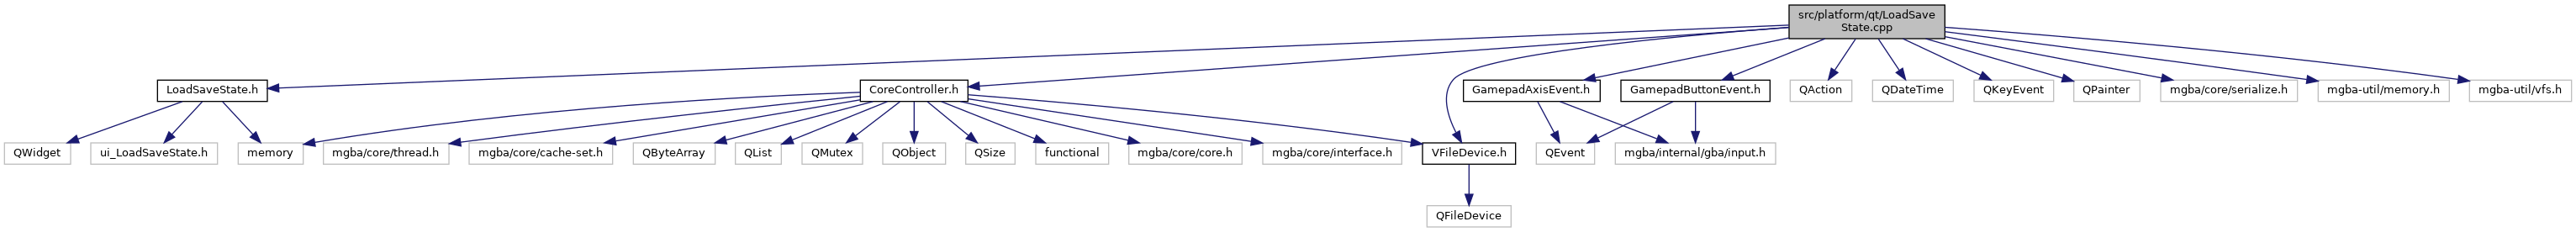 src/platform/qt/LoadSave
State.cpp
LoadSaveState.h
CoreController.h
GamepadAxisEvent.h
GamepadButtonEvent.h
QAction
QDateTime
QKeyEvent
QPainter
mgba/core/serialize.h
mgba-util/memory.h
mgba-util/vfs.h
QWidget
ui_LoadSaveState.h
memory
mgba/core/thread.h
mgba/core/cache-set.h
QByteArray
QList
QMutex
QObject
QSize
functional
mgba/core/core.h
mgba/core/interface.h
VFileDevice.h
QEvent
mgba/internal/gba/input.h
QFileDevice